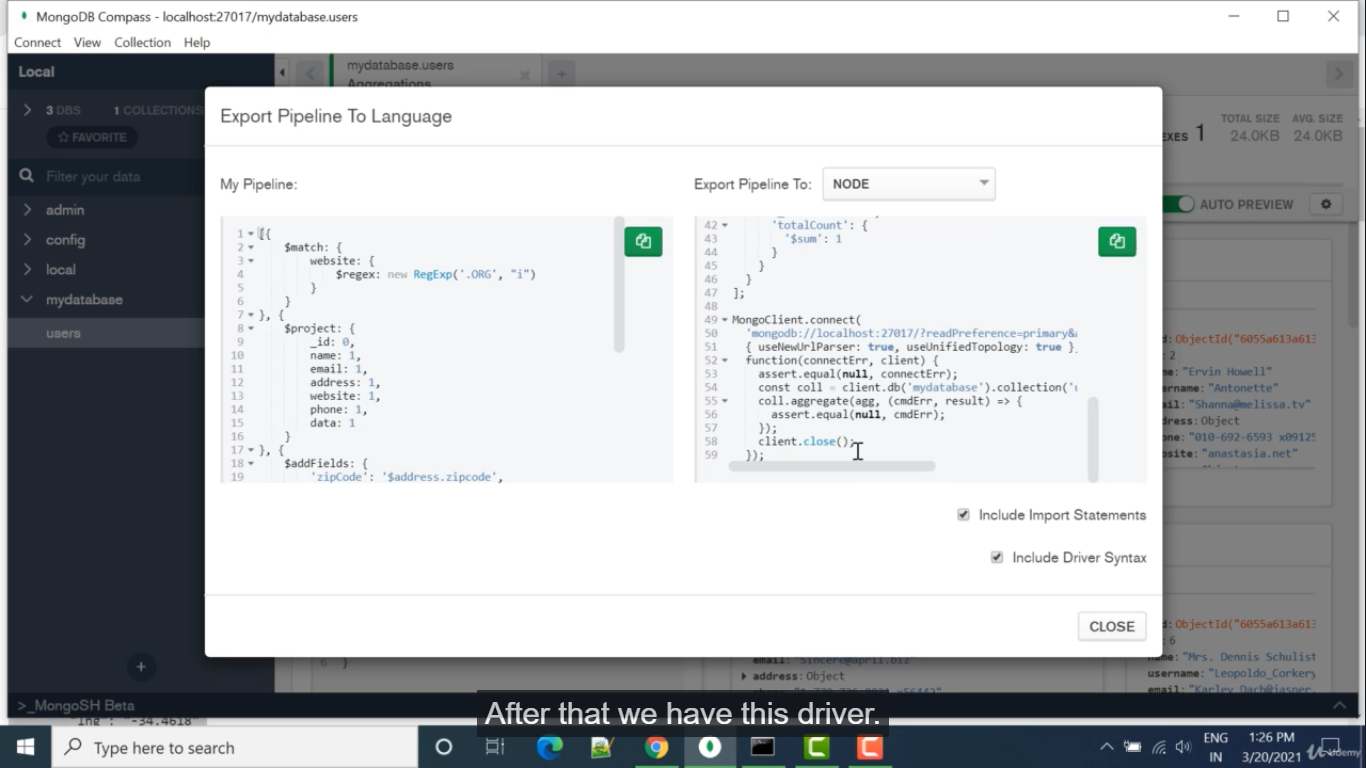 MongoDB Compass - localhost:27017/mydatabase.users
Connect View Collection Help
Local
mydatabase.users
Aggregations
3 DBS 1 COLLECTIONS
FAVORITE
Filter your data
admin
config
local
mydatabase
users
1 TOTAL SIZE AVG. SIZE
24.0KB 24.0KB
AUTO PREVIEW
Export Pipeline To Language
My Pipeline:
1 [{
2 $match: {
3 website: {
4 $regex: new RegExp('.ORG', "i")
5 }
6 }
7 }, {
8 $project: {
9 _id: 0,
10 name: 1,
11 email: 1,
12 address: 1,
13 website: 1,
14 phone: 1,
15 data: 1
16 }
17 }, {
18 $addFields: {
19 'zipCode': '$address.zipcode',
Export Pipeline To: NODE
42 'totalCount': {
43 '$sum': 1
44 }
45 }
46 }
47 ];
48
49 MongoClient.connect(
50 'mongodb://localhost:27017/?readPreference=primary&
51 { useNewUrlParser: true, useUnifiedTopology: true }
52 function(connectErr, client) {
53 assert.equal(null, connectErr);
54 const coll = client.db('mydatabase').collection('
55 coll.aggregate(agg, (cmdErr, result) => {
56 assert.equal(null, cmdErr);
57 });
58 client.close();
59 });
Include Import Statements
Include Driver Syntax
CLOSE
ObjectId("6055a613a613
2
"Ervin Howell"
"Antonette"
"Shanna@melissa.tv"
Object
"010-692-6593 x09125
"anastasia.net"
ObjectId("6055a613a613
6
"Mrs. Dennis Schulist
username: "Leopoldo_Corkery
email: "Karley_Dach@jasper.
6 }
email: "Sincere@april.biz"
address: Object
>_MongoSH Beta
"lng": "-34.4618"
After that we have this driver.
Type here to search
ENG
IN
1:26 PM
3/20/2021
Udemy